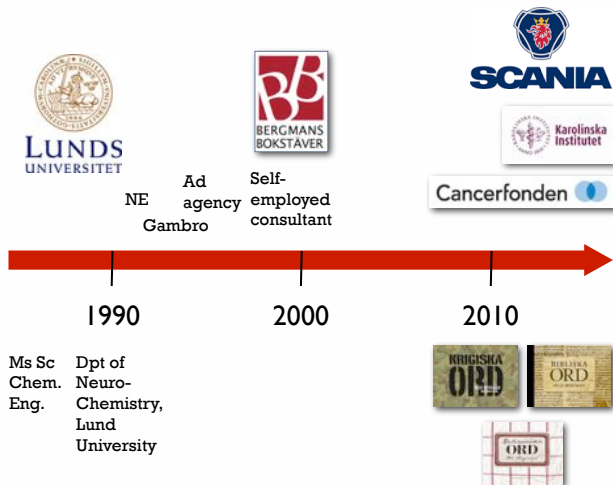 SCANIA
LUNDS
UNIVERSITET
BERGMANS
BOKSTÄVER
Karolinska
Institutet
Cancerfonden
NE
Ad
agency
Gambro
Self-
employed
consultant
1990
2000
2010
Ms Sc
Chem.
Eng.
Dpt of
Neuro-
Chemistry,
Lund
University
KRIGISKA
ORD
BIBLISKA
ORD
ORD